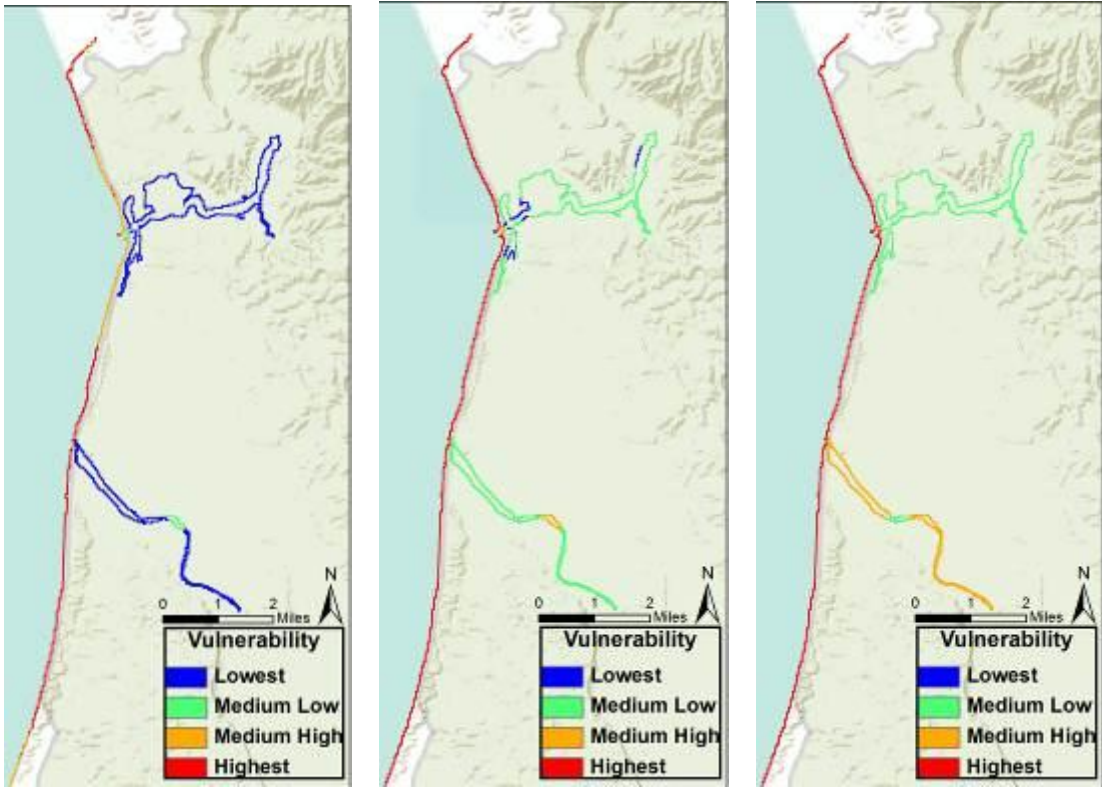 N
0 1 2
Miles
Vulnerability
Lowest
Medium Low
Medium High
Highest
N
0 1 2
Miles
Vulnerability
Lowest
Medium Low
Medium High
Highest
N
0 1 2
Miles
Vulnerability
Lowest
Medium Low
Medium High
Highest